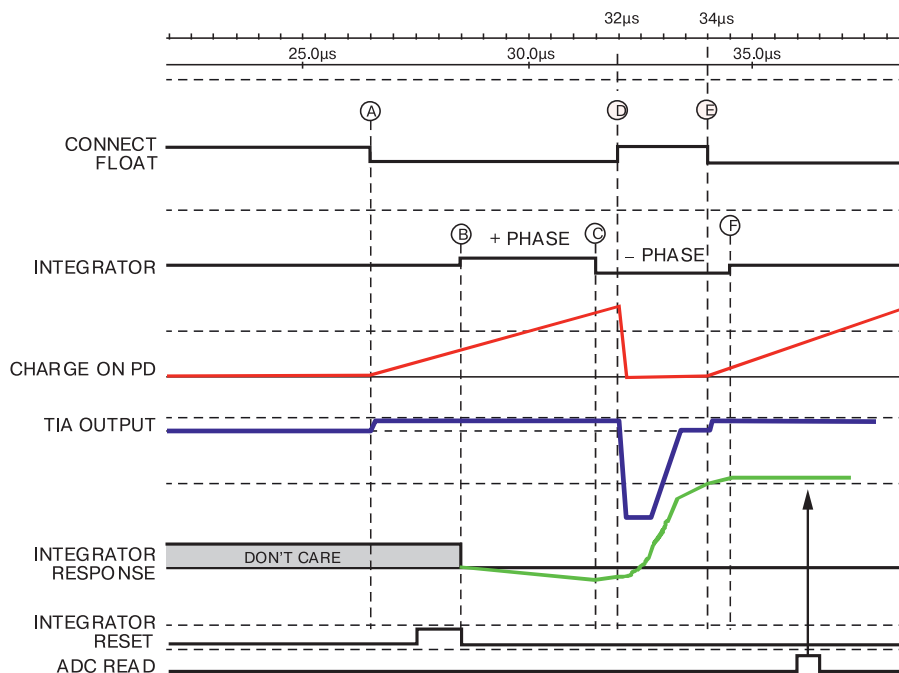 32µs 34µs
25.0µs 30.0µs 35.0µs
A D E
CONNECT
FLOAT
B + PHASE C – PHASE F
INTEGRATOR
CHARGE ON PD
TIA OUTPUT
INTEGRATOR
RESPONSE
DON'T CARE
INTEGRATOR
RESET
ADC READ